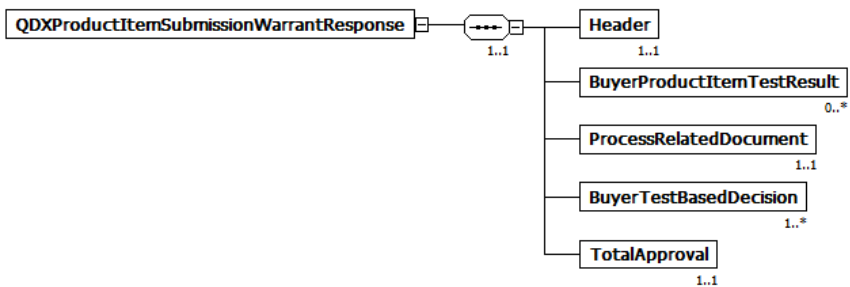 QDXProductItemSubmissionWarrantResponse
1..1
Header
1..1
BuyerProductItemTestResult
0..*
ProcessRelatedDocument
1..1
BuyerTestBasedDecision
1..*
TotalApproval
1..1